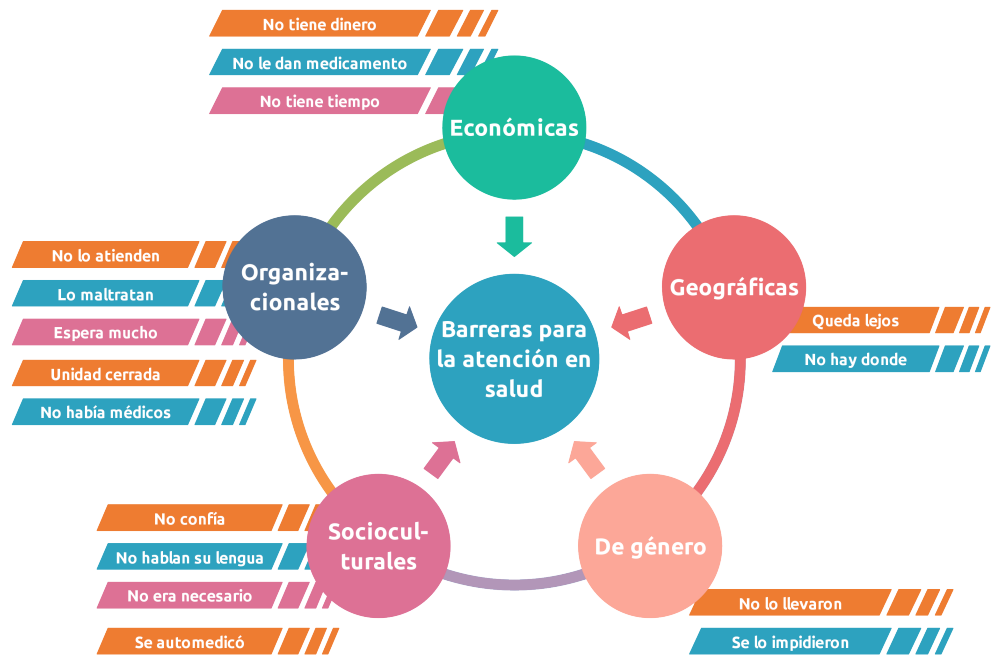 No tiene dinero
No le dan medicamento
No tiene tiempo
Económicas
No lo atienden
Lo maltratan
Espera mucho
Unidad cerrada
No había médicos
Organiza-
cionales
Geográficas
Queda lejos
No hay donde
Barreras para
la atención en
salud
No confía
No hablan su lengua
No era necesario
Se automedicó
Sociocul-
turales
De género
No lo llevaron
Se lo impidieron